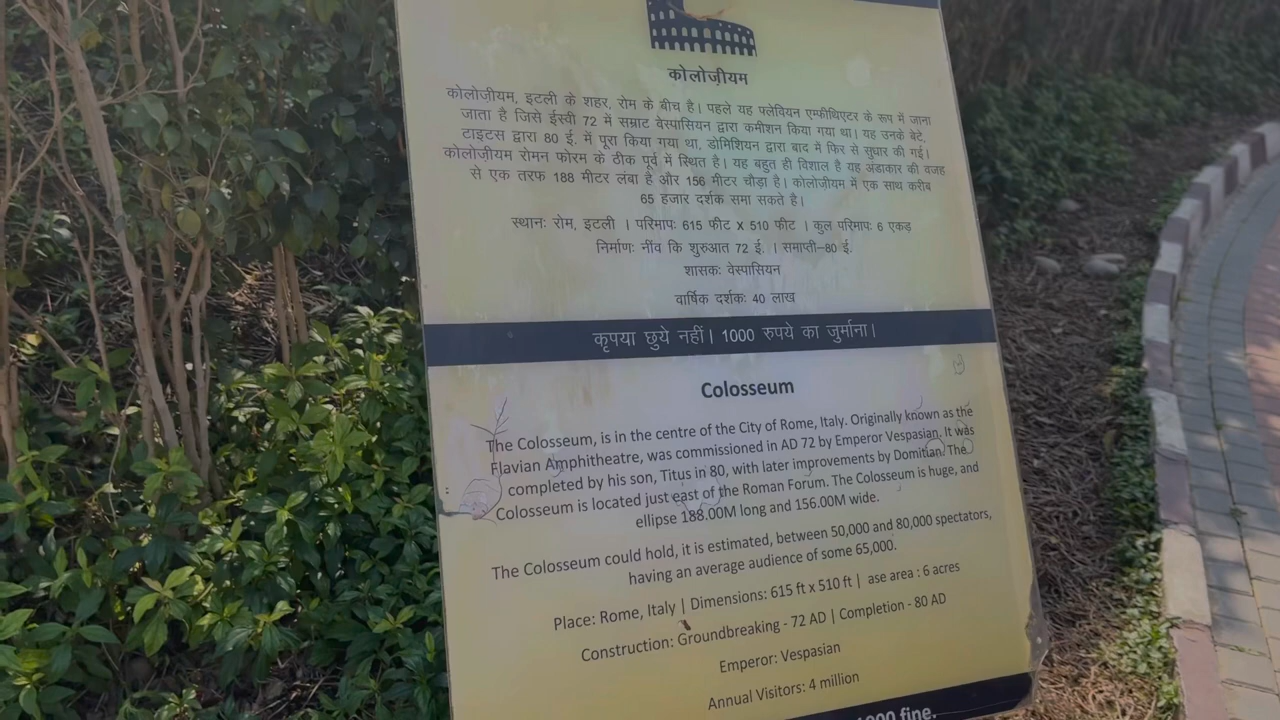 कोलोज़ीयम
कोलोज़ीयम, इटली के शहर, रोम के बीच है। पहले यह फ्लेवियन एम्फीथिएटर के रूप में जाना
जाता है जिसे ईस्वी 72 में सम्राट वेस्पासियन द्वारा कमीशन किया गया था। यह उनके बेटे,
टाइटस द्वारा 80 ई. में पूरा किया गया था, डोमिशियन द्वारा बाद में फिर से सुधार की गई।
कोलोज़ीयम रोमन फोरम के ठीक पूर्व में स्थित है। यह बहुत ही विशाल है यह अंडाकार की वजह
से एक तरफ 188 मीटर लंबा है और 156 मीटर चौड़ा है। कोलोज़ीयम में एक साथ करीब
65 हजार दर्शक समा सकते है।
स्थानः रोम, इटली । परिमापः 615 फीट X 510 फीट । कुल परिमापः 6 एकड़
निर्माणः नींव कि शुरुआत 72 ई. । समाप्ती–80 ई.
शासकः वेस्पासियन
वार्षिक दर्शकः 40 लाख
कृपया छुये नहीं। 1000 रुपये का जुर्माना।
Colosseum
The Colosseum, is in the centre of the City of Rome, Italy. Originally known as the
Flavian Amphitheatre, was commissioned in AD 72 by Emperor Vespasian. It was
completed by his son, Titus in 80, with later improvements by Domitian. The
Colosseum is located just east of the Roman Forum. The Colosseum is huge, and
ellipse 188.00M long and 156.00M wide.
The Colosseum could hold, it is estimated, between 50,000 and 80,000 spectators,
having an average audience of some 65,000.
Place: Rome, Italy | Dimensions: 615 ft x 510 ft | ase area : 6 acres
Construction: Groundbreaking - 72 AD | Completion - 80 AD
Emperor: Vespasian
Annual Visitors: 4 million
fine.